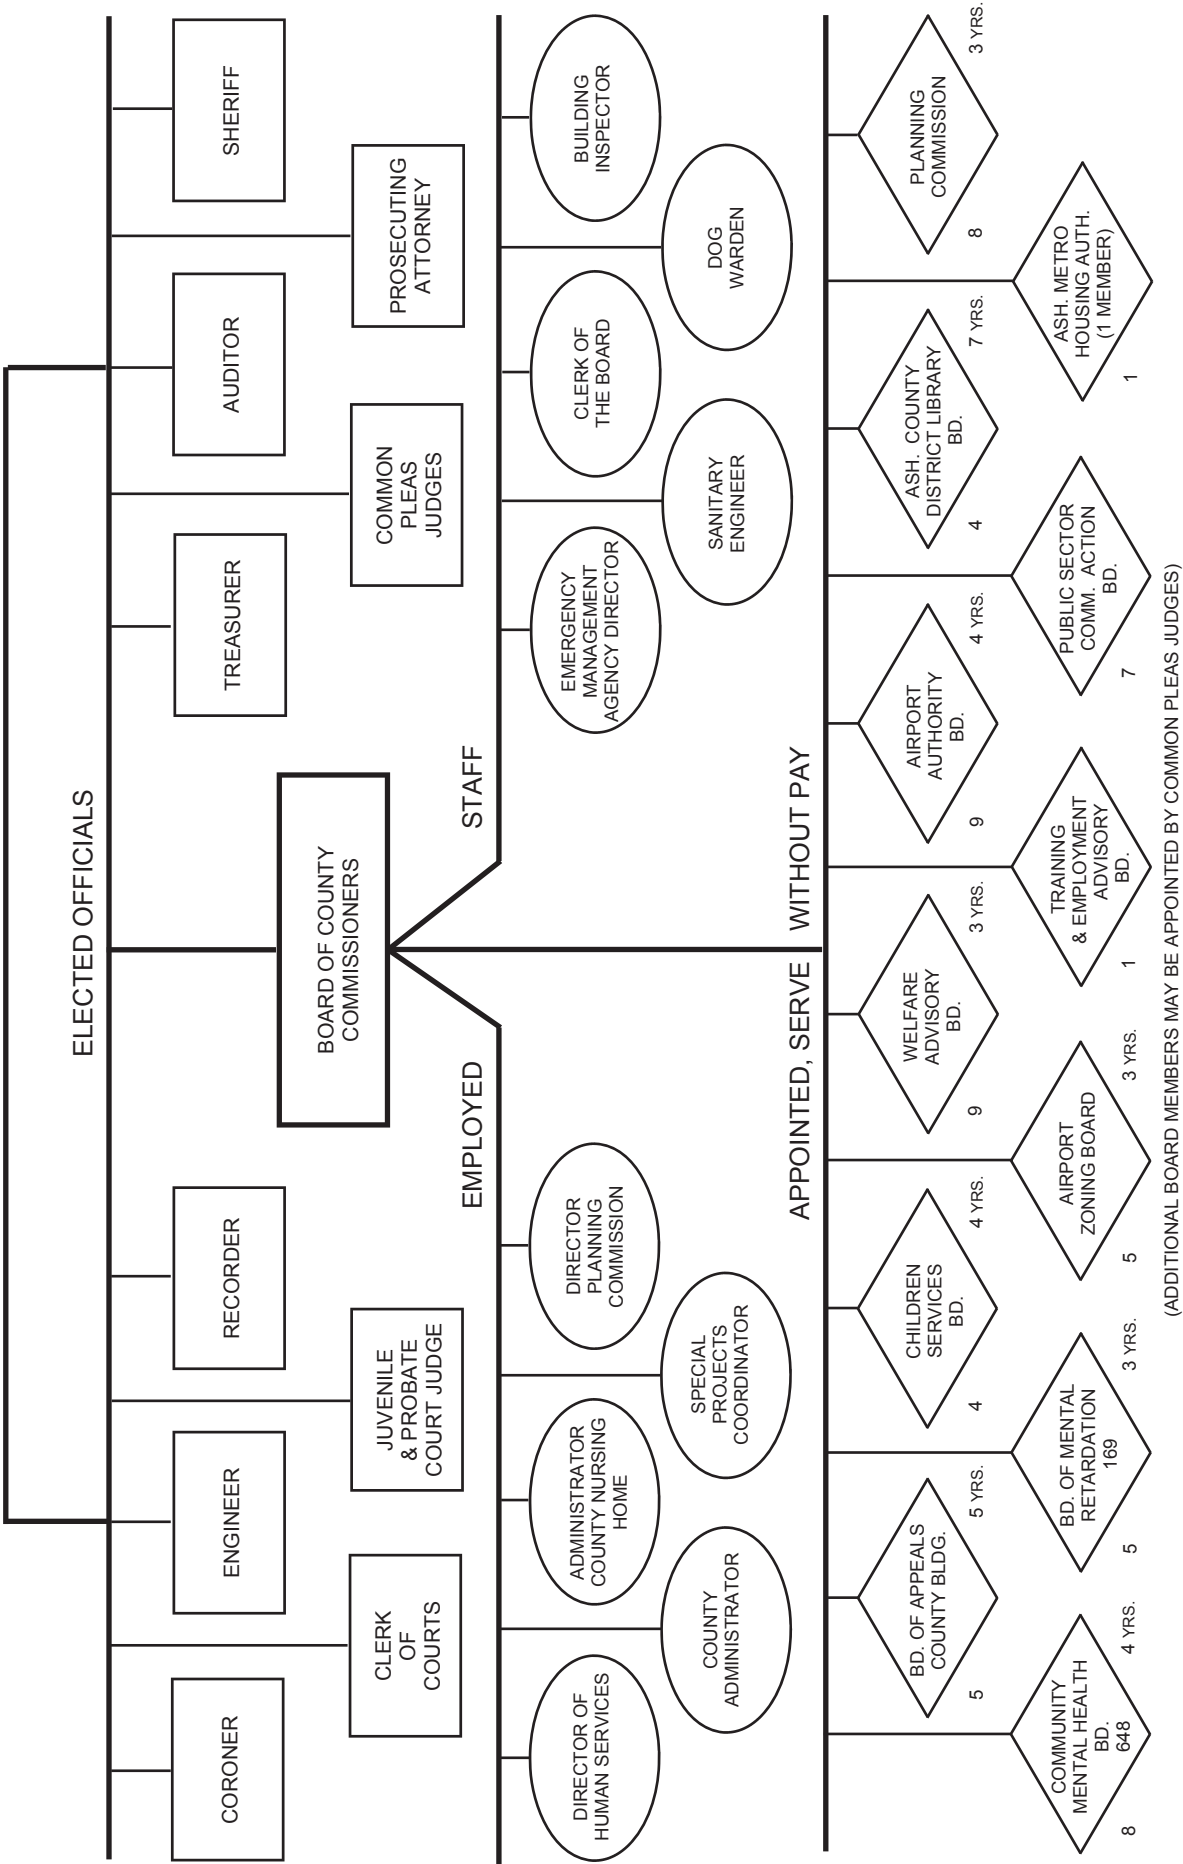 ELECTED OFFICIALS
CORONER
ENGINEER
RECORDER
TREASURER
AUDITOR
SHERIFF
CLERK
OF
COURTS
JUVENILE
& PROBATE
COURT JUDGE
BOARD OF COUNTY
COMMISSIONERS
COMMON
PLEAS
JUDGES
PROSECUTING
ATTORNEY
EMPLOYED
STAFF
DIRECTOR OF
HUMAN SERVICES
ADMINISTRATOR
COUNTY NURSING
HOME
DIRECTOR
PLANNING
COMMISSION
EMERGENCY
MANAGEMENT
AGENCY DIRECTOR
CLERK OF
THE BOARD
BUILDING
INSPECTOR
COUNTY
ADMINISTRATOR
SPECIAL
PROJECTS
COORDINATOR
SANITARY
ENGINEER
DOG
WARDEN
APPOINTED, SERVE WITHOUT PAY
BD. OF APPEALS
COUNTY BLDG.
5
5 YRS.
CHILDREN
SERVICES
BD.
4
4 YRS.
WELFARE
ADVISORY
BD.
9
3 YRS.
AIRPORT
AUTHORITY
BD.
9
4 YRS.
ASH. COUNTY
DISTRICT LIBRARY
BD.
4
7 YRS.
PLANNING
COMMISSION
8
3 YRS.
COMMUNITY
MENTAL HEALTH
BD.
648
8
4 YRS.
BD. OF MENTAL
RETARDATION
169
5
3 YRS.
AIRPORT
ZONING BOARD
5
3 YRS.
TRAINING
& EMPLOYMENT
ADVISORY
BD.
1
PUBLIC SECTOR
COMM. ACTION
BD.
7
ASH. METRO
HOUSING AUTH.
(1 MEMBER)
1
(ADDITIONAL BOARD MEMBERS MAY BE APPOINTED BY COMMON PLEAS JUDGES)